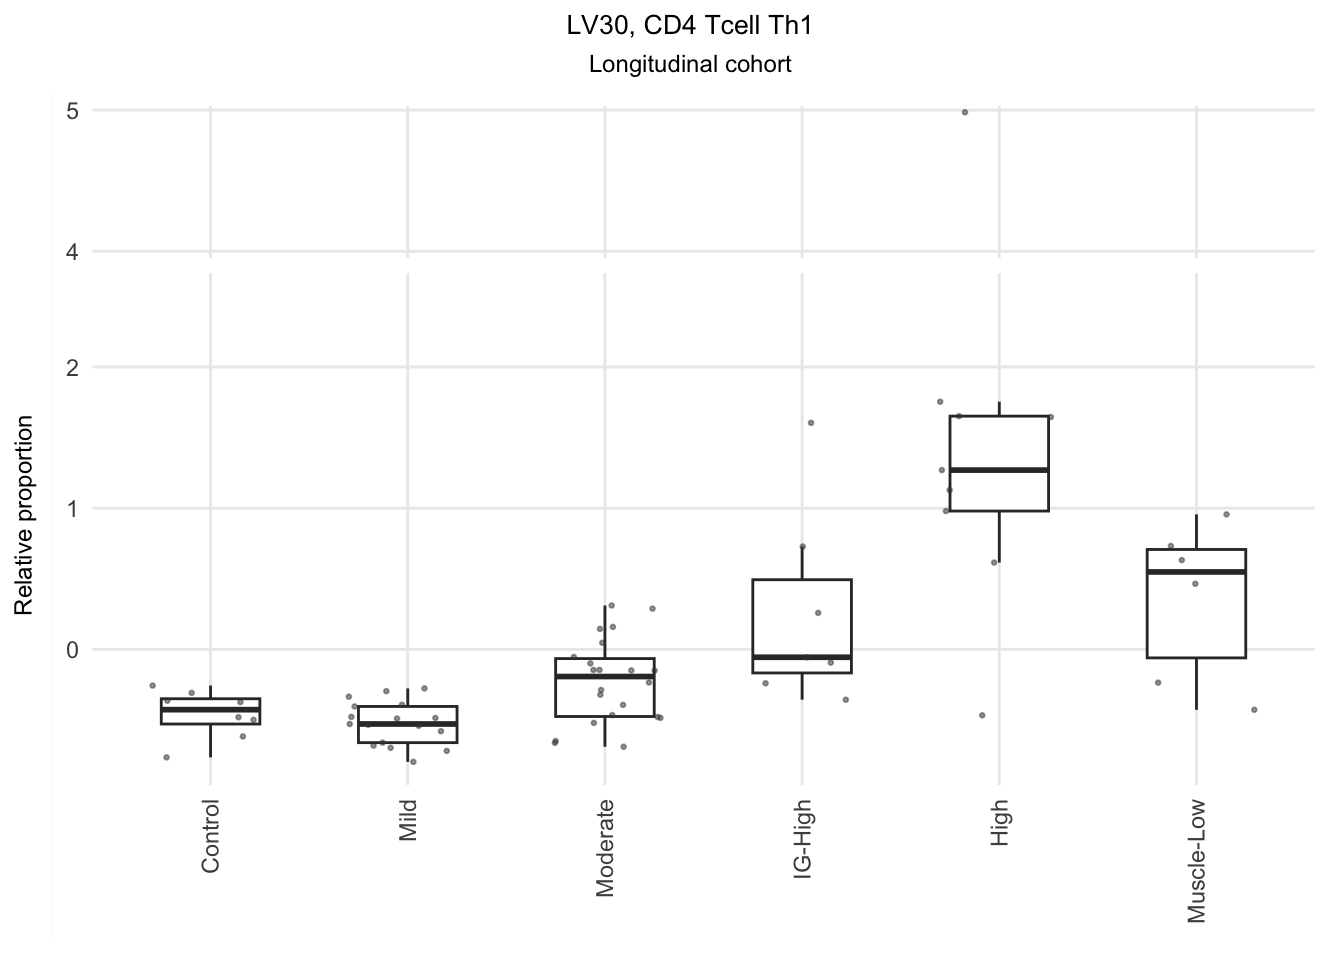 LV30, CD4 Tcell Th1
Longitudinal cohort
5
4
2
1
0
Relative proportion
Control
Mild
Moderate
IG-High
High
Muscle-Low